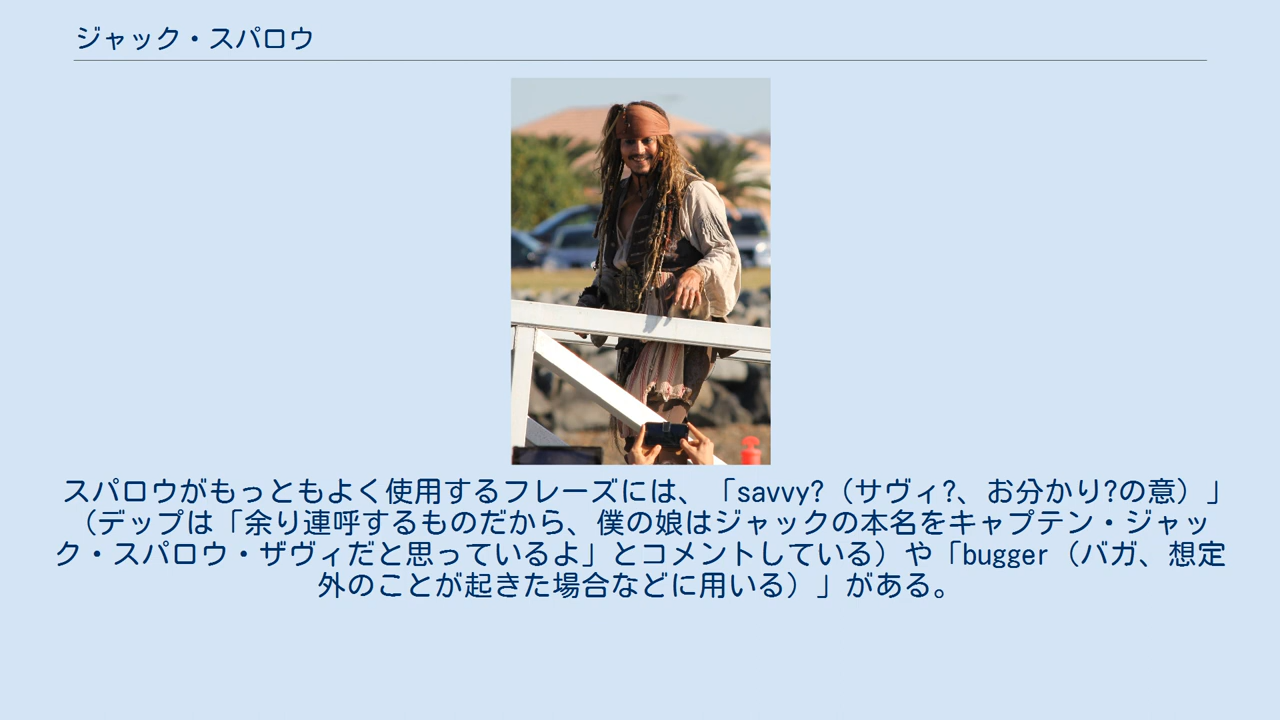 ジャック・スパロウ
スパロウがもっともよく使用するフレーズには、「savvy?（サヴィ?、お分かり?の意）」
（デップは「余り連呼するものだから、僕の娘はジャックの本名をキャプテン・ジャッ
ク・スパロウ・ザヴィだと思っているよ」とコメントしている）や「bugger（バガ、想定
外のことが起きた場合などに用いる）」がある。